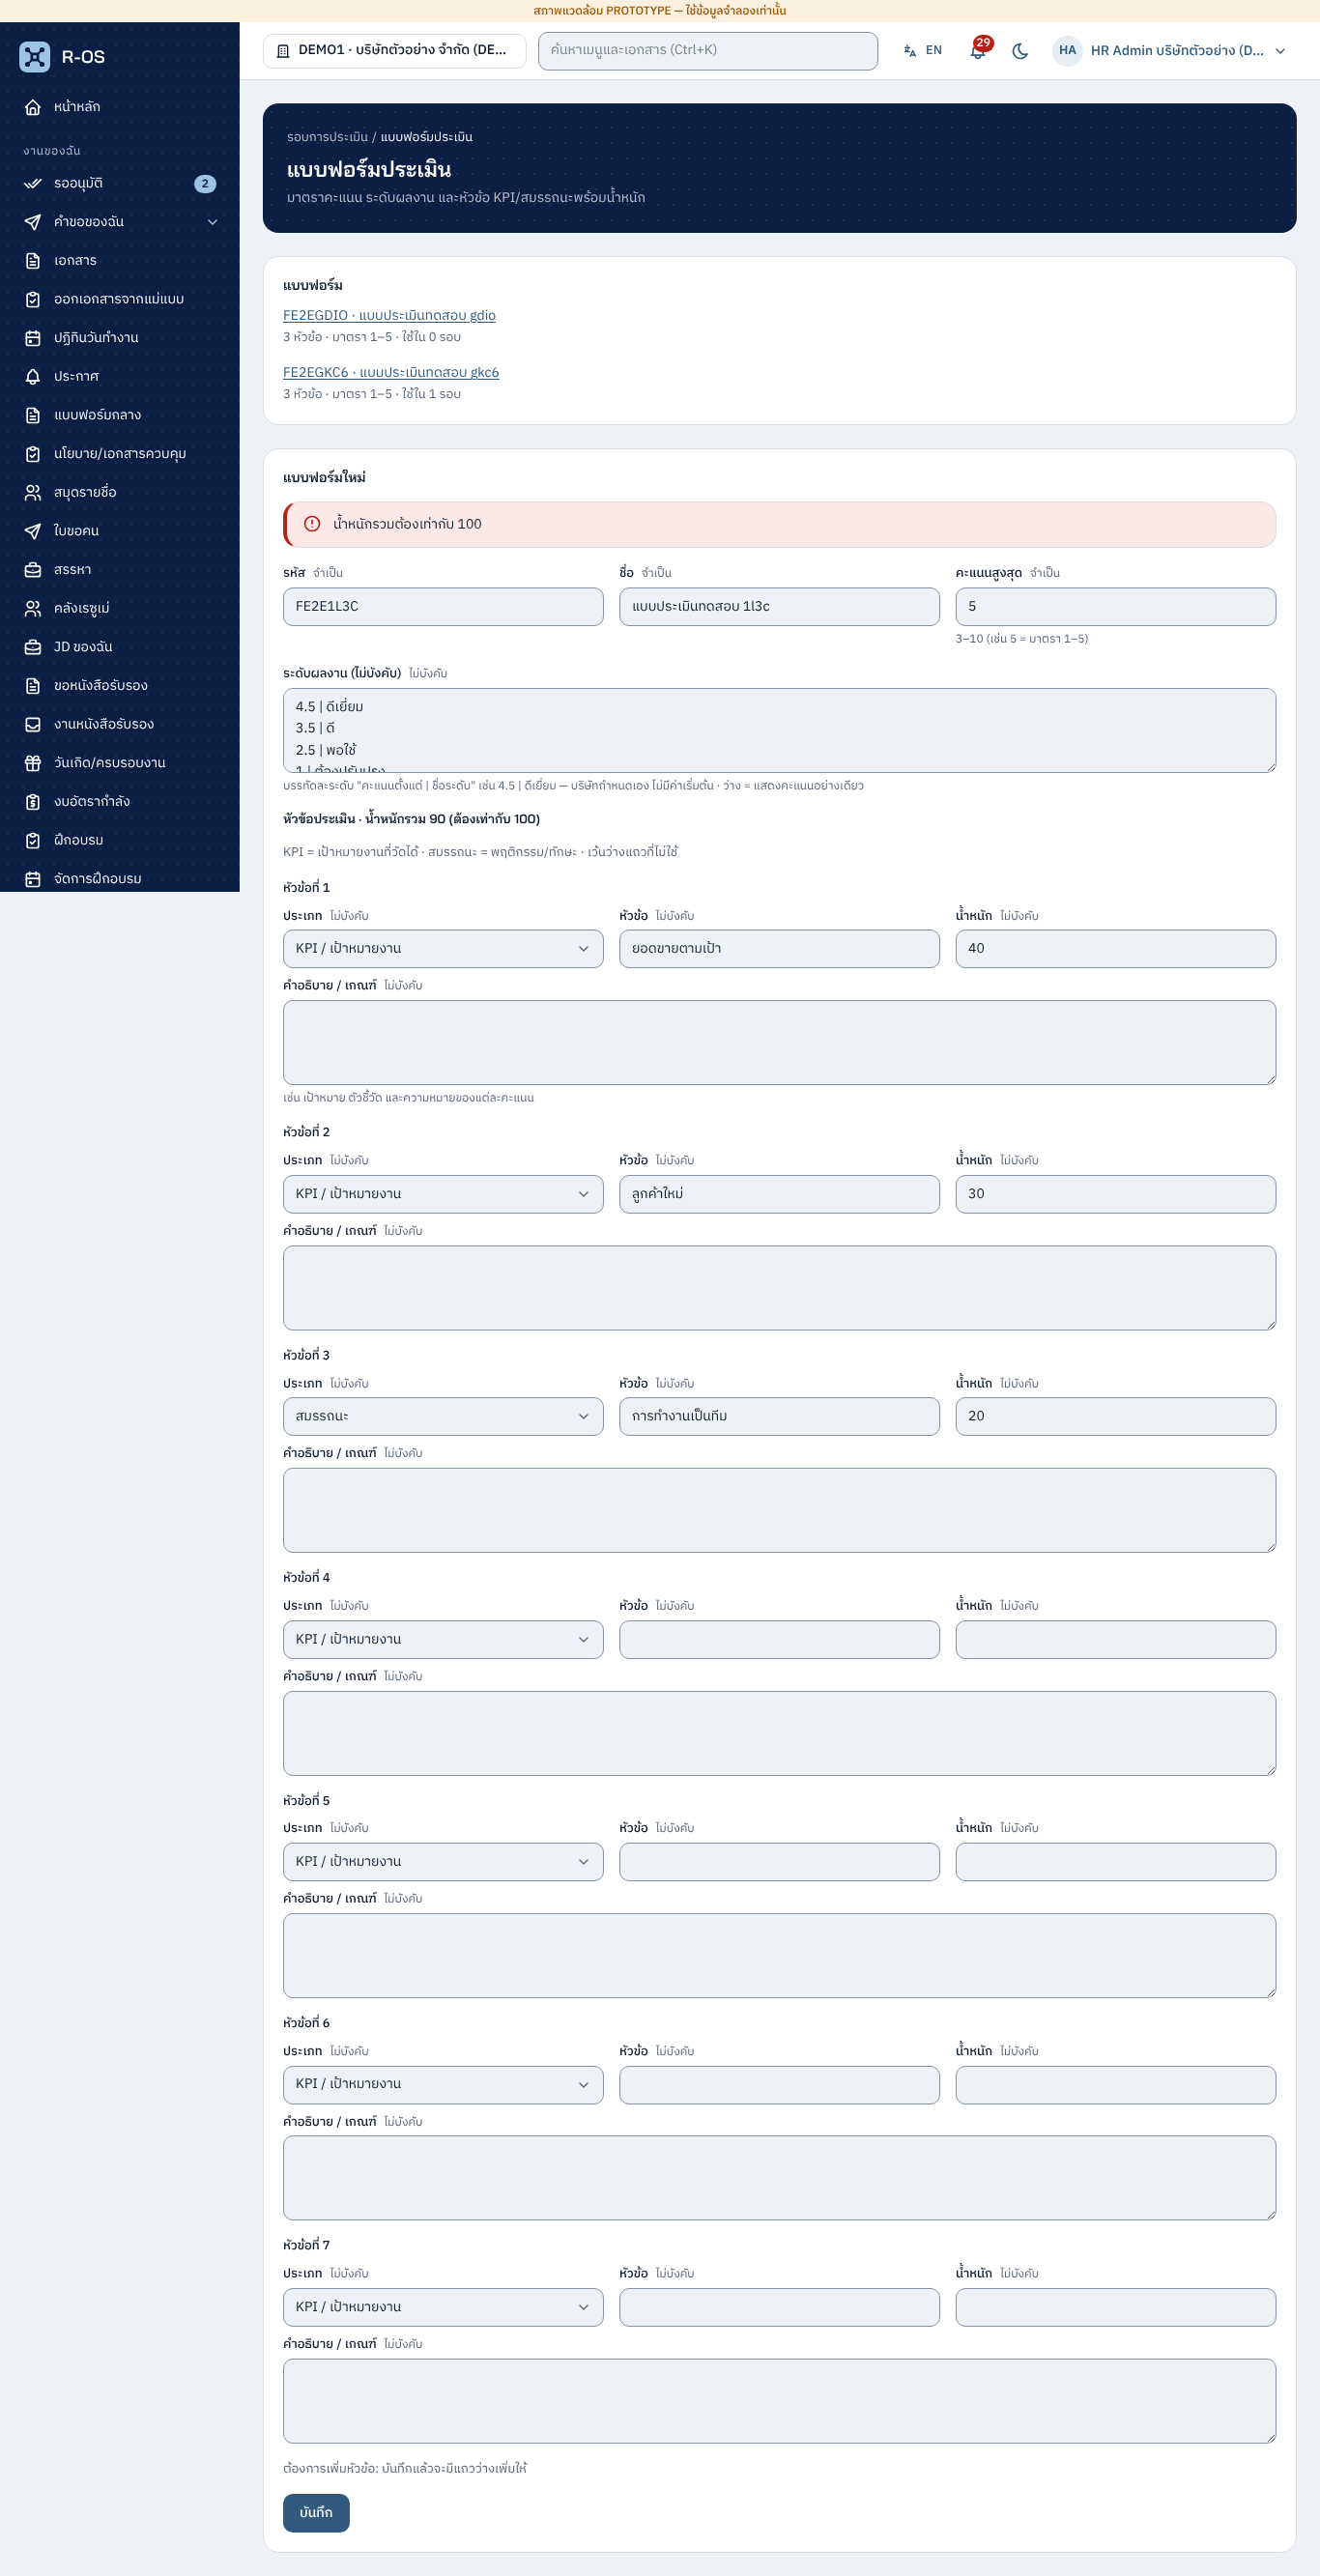 สภาพแวดล้อม PROTOTYPE — ใช้ข้อมูลจำลองเท่านั้น
R-OS
หน้าหลัก
งานของฉัน
รออนุมัติ 2
คำขอของฉัน
เอกสาร
ออกเอกสารจากแม่แบบ
ปฏิทินวันทำงาน
ประกาศ
แบบฟอร์มกลาง
นโยบาย/เอกสารควบคุม
สมุดรายชื่อ
ใบขอคน
สรรหา
คลังเรซูเม่
JD ของฉัน
ขอหนังสือรับรอง
งานหนังสือรับรอง
วันเกิด/ครบรอบงาน
งบอัตรากำลัง
ฝึกอบรม
จัดการฝึกอบรม
DEMO1 · บริษัทตัวอย่าง จำกัด (DE...
ค้นหาเมนูและเอกสาร (Ctrl+K)
EN
29
HA HR Admin บริษัทตัวอย่าง (D...
รอบการประเมิน / แบบฟอร์มประเมิน
แบบฟอร์มประเมิน
มาตราคะแนน ระดับผลงาน และหัวข้อ KPI/สมรรถนะพร้อมน้ำหนัก
แบบฟอร์ม
FE2EGDIO · แบบประเมินทดสอบ gdio
3 หัวข้อ · มาตรา 1–5 · ใช้ใน 0 รอบ
FE2EGKC6 · แบบประเมินทดสอบ gkc6
3 หัวข้อ · มาตรา 1–5 · ใช้ใน 1 รอบ
แบบฟอร์มใหม่
น้ำหนักรวมต้องเท่ากับ 100
รหัส จำเป็น ชื่อ จำเป็น คะแนนสูงสุด จำเป็น
FE2E1L3C แบบประเมินทดสอบ 1l3c 5
3–10 (เช่น 5 = มาตรา 1–5)
ระดับผลงาน (ไม่บังคับ) ไม่บังคับ
4.5 | ดีเยี่ยม
3.5 | ดี
2.5 | พอใช้
1 | ต้องปรับปรุง
บรรทัดละระดับ "คะแนนตั้งแต่ | ชื่อระดับ" เช่น 4.5 | ดีเยี่ยม — บริษัทกำหนดเอง ไม่มีค่าเริ่มต้น · ว่าง = แสดงคะแนนอย่างเดียว
หัวข้อประเมิน · น้ำหนักรวม 90 (ต้องเท่ากับ 100)
KPI = เป้าหมายงานที่วัดได้ · สมรรถนะ = พฤติกรรม/ทักษะ · เว้นว่างแถวที่ไม่ใช้
หัวข้อที่ 1
ประเภท ไม่บังคับ หัวข้อ ไม่บังคับ น้ำหนัก ไม่บังคับ
KPI / เป้าหมายงาน ยอดขายตามเป้า 40
คำอธิบาย / เกณฑ์ ไม่บังคับ
เช่น เป้าหมาย ตัวชี้วัด และความหมายของแต่ละคะแนน
หัวข้อที่ 2
ประเภท ไม่บังคับ หัวข้อ ไม่บังคับ น้ำหนัก ไม่บังคับ
KPI / เป้าหมายงาน ลูกค้าใหม่ 30
คำอธิบาย / เกณฑ์ ไม่บังคับ
หัวข้อที่ 3
ประเภท ไม่บังคับ หัวข้อ ไม่บังคับ น้ำหนัก ไม่บังคับ
สมรรถนะ การทำงานเป็นทีม 20
คำอธิบาย / เกณฑ์ ไม่บังคับ
หัวข้อที่ 4
ประเภท ไม่บังคับ หัวข้อ ไม่บังคับ น้ำหนัก ไม่บังคับ
KPI / เป้าหมายงาน
คำอธิบาย / เกณฑ์ ไม่บังคับ
หัวข้อที่ 5
ประเภท ไม่บังคับ หัวข้อ ไม่บังคับ น้ำหนัก ไม่บังคับ
KPI / เป้าหมายงาน
คำอธิบาย / เกณฑ์ ไม่บังคับ
หัวข้อที่ 6
ประเภท ไม่บังคับ หัวข้อ ไม่บังคับ น้ำหนัก ไม่บังคับ
KPI / เป้าหมายงาน
คำอธิบาย / เกณฑ์ ไม่บังคับ
หัวข้อที่ 7
ประเภท ไม่บังคับ หัวข้อ ไม่บังคับ น้ำหนัก ไม่บังคับ
KPI / เป้าหมายงาน
คำอธิบาย / เกณฑ์ ไม่บังคับ
ต้องการเพิ่มหัวข้อ: บันทึกแล้วจะมีแถวว่างเพิ่มให้
บันทึก